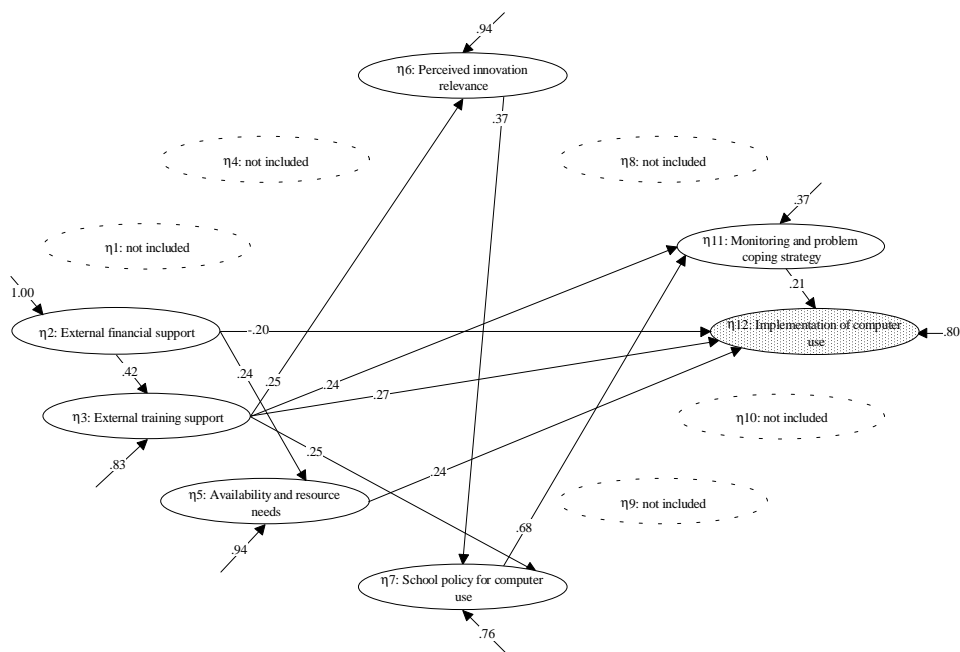 .94
η6: Perceived innovation
relevance
.37
η4: not included
η8: not included
.37
η1: not included
η11: Monitoring and problem
coping strategy
1.00
.21
η2: External financial support
-.20
η12: Implementation of computer
use
.80
.42
.24
.25
.24
.27
η3: External training support
η10: not included
.25
.83
.24
η5: Availability and resource
needs
η9: not included
.68
.94
η7: School policy for computer
use
.76